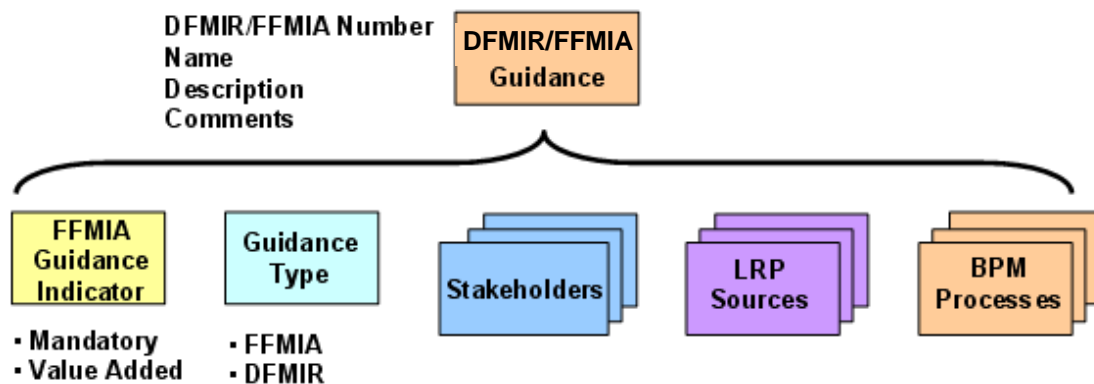 DFMIR/FFMIA Number
Name
Description
Comments
DFMIR/FFMIA
Guidance
FFMIA
Guidance
Indicator
▪ Mandatory
▪ Value Added
Guidance
Type
▪ FFMIA
▪ DFMIR
Stakeholders
LRP
Sources
BPM
Processes